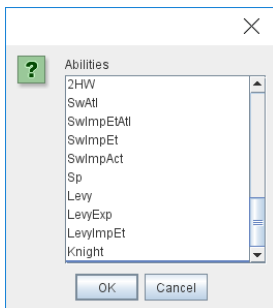 ?
Abilities
2HW
SwAtl
SwImpEtAtl
SwImpEt
SwImpAct
Sp
Levy
LevyExp
LevyImpEt
Knight
OK
Cancel